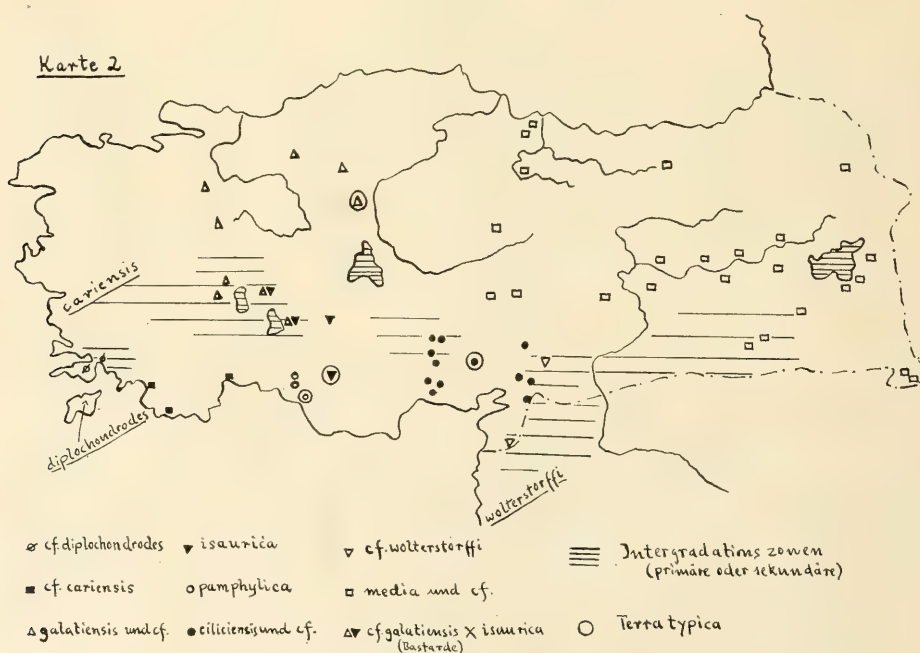 Karte 2
cariensis
diplochondrodes
wolterstorffi
cf. diplochondrodes
isaurica
cf. wolterstorffi
Intergradations zonen
(primäre oder sekundäre)
cf. cariensis
pamphylica
media und cf.
galatiensis und cf.
ciliciensis und cf.
cf. galatiensis X isaurica
(Bastarde)
Terra typica